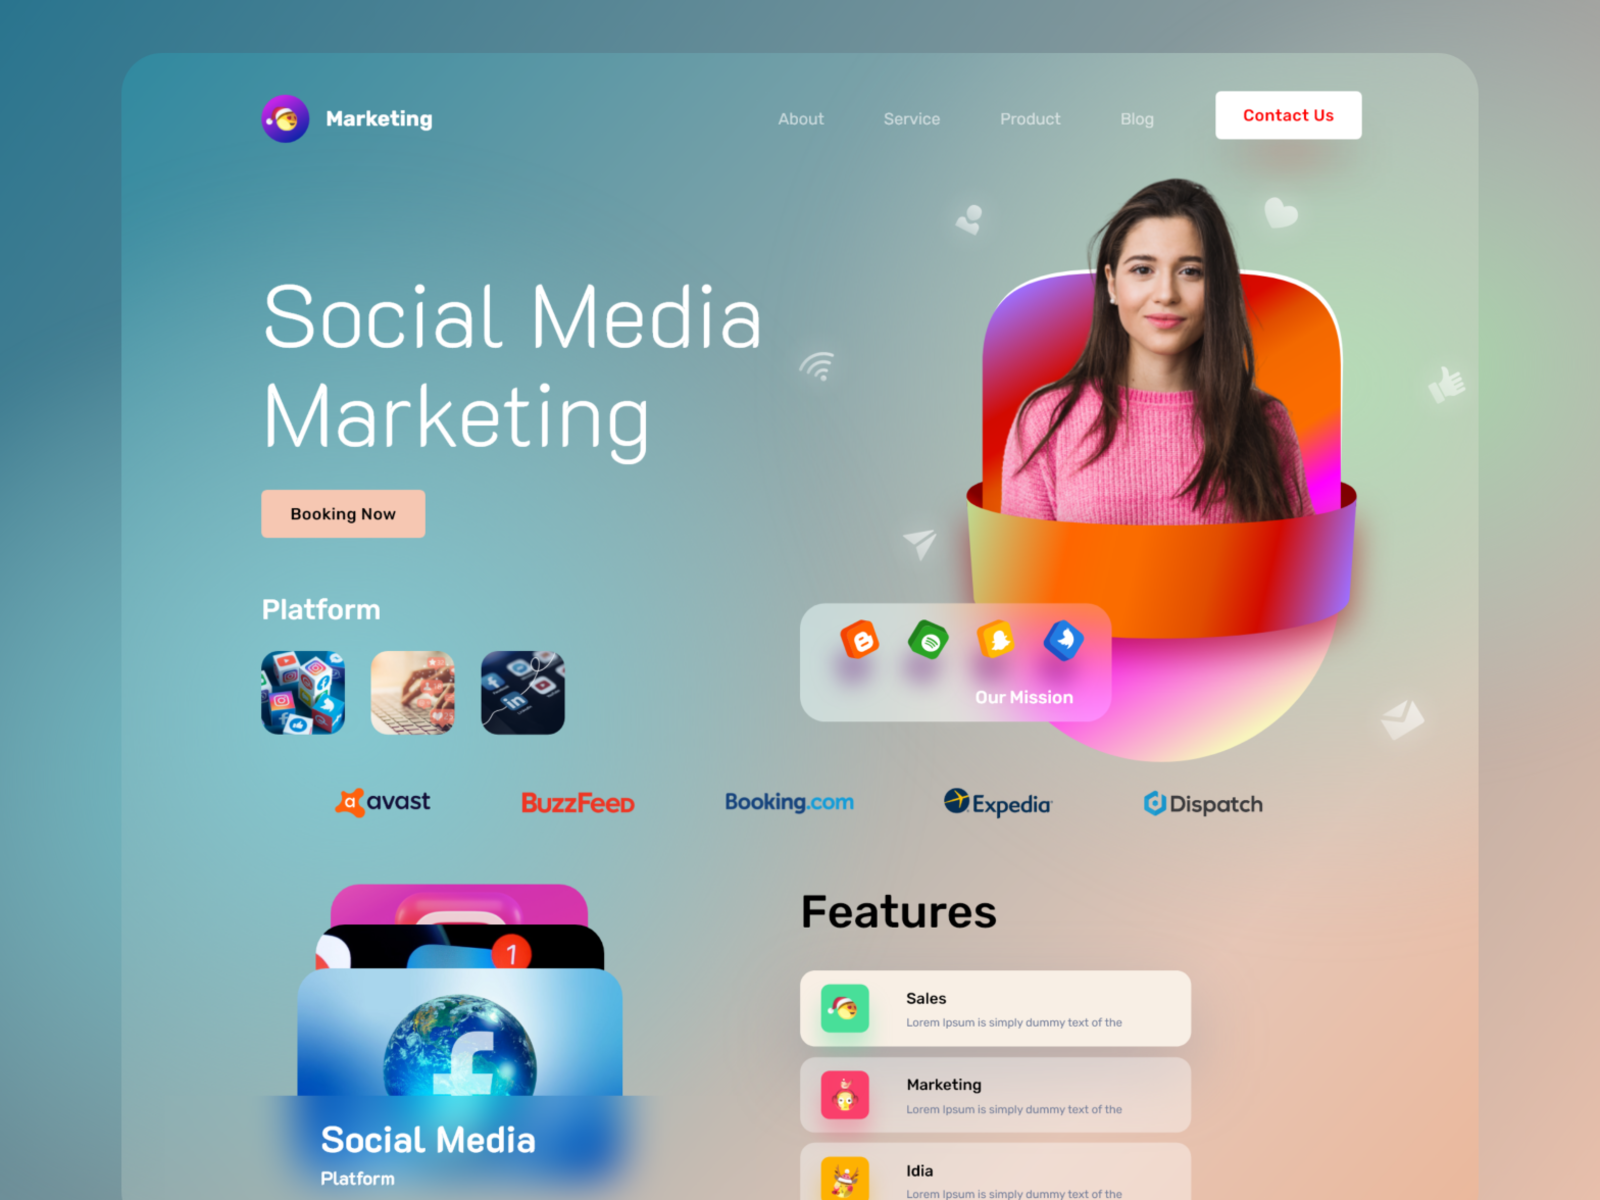 Marketing
About
Service
Product
Blog
Contact Us
Social Media
Marketing
Booking Now
Platform
Our Mission
avast
BuzzFeed
Booking.com
Expedia
Dispatch
1
Social Media
Platform
Features
Sales
Lorem Ipsum is simply dummy text of the
Marketing
Lorem Ipsum is simply dummy text of the
Idia
Lorem Ipsum is simply dummy text of the